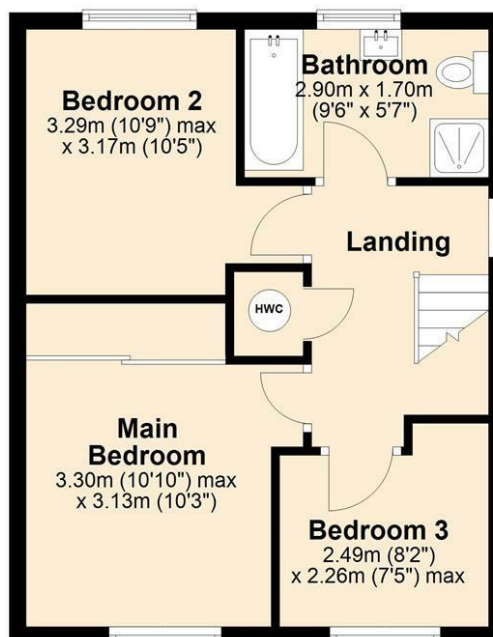 Bedroom 2
3.29m (10'9") max
x 3.17m (10'5")
Bathroom
2.90m x 1.70m
(9'6" x 5'7")
Landing
HWC
Main
Bedroom
3.30m (10'10") max
x 3.13m (10'3")
Bedroom 3
2.49m (8'2")
x 2.26m (7'5") max